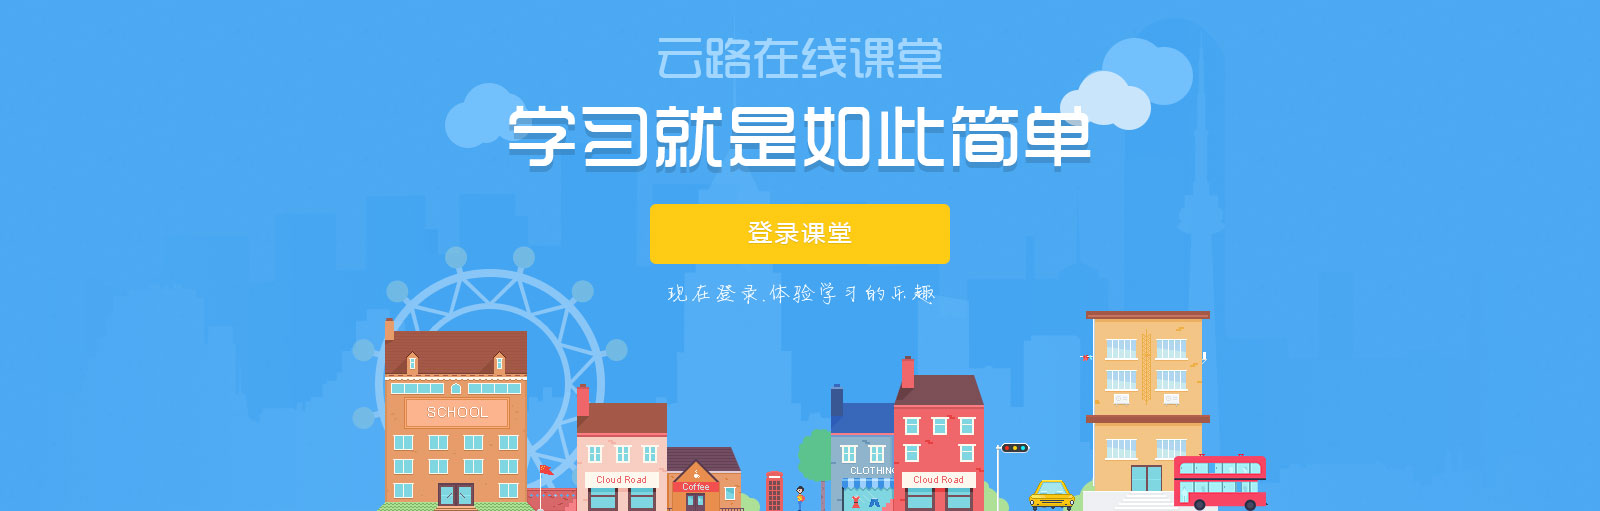 云路在线课堂
学习就是如此简单
登录课堂
现在登录.体验学习的乐趣
SCHOOL
Cloud Road
Coffee
CLOTHING
Cloud Road